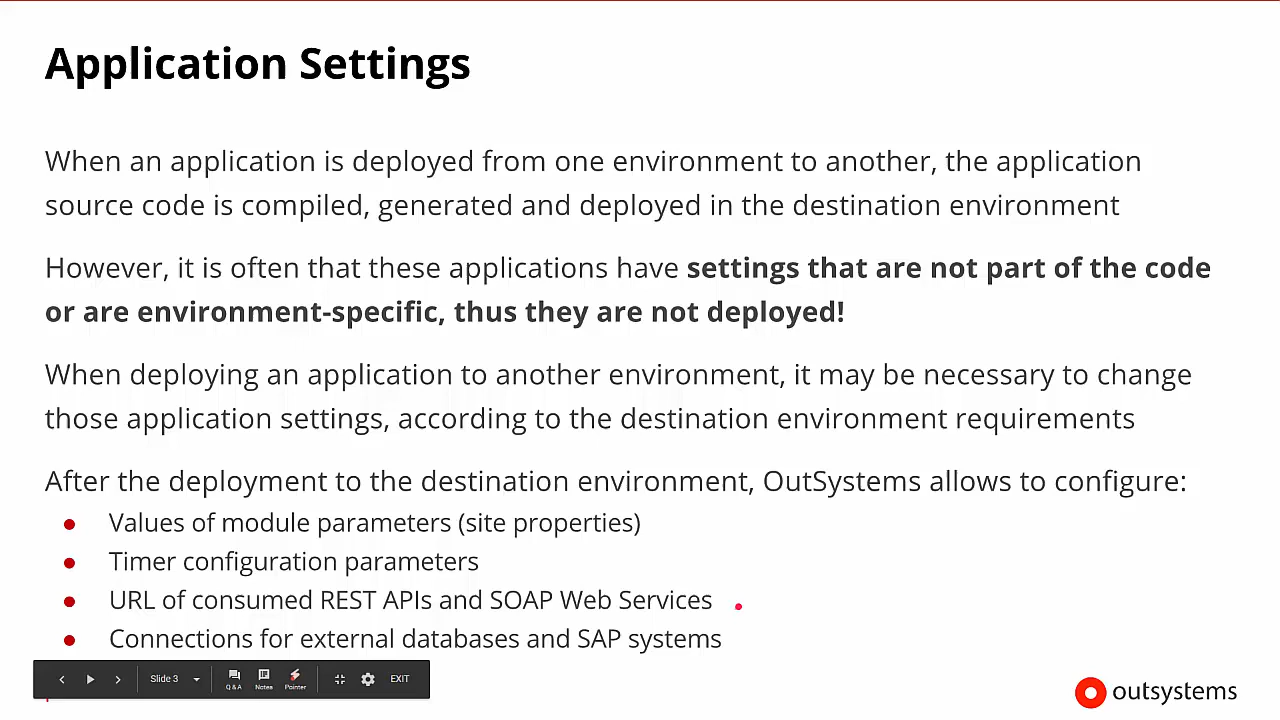 Application Settings
When an application is deployed from one environment to another, the application
source code is compiled, generated and deployed in the destination environment
However, it is often that these applications have settings that are not part of the code
or are environment-specific, thus they are not deployed!
When deploying an application to another environment, it may be necessary to change
those application settings, according to the destination environment requirements
After the deployment to the destination environment, OutSystems allows to configure:
● Values of module parameters (site properties)
● Timer configuration parameters
● URL of consumed REST APIs and SOAP Web Services
● Connections for external databases and SAP systems
Slide 3 Q & A Notes Pointer EXIT
outsystems